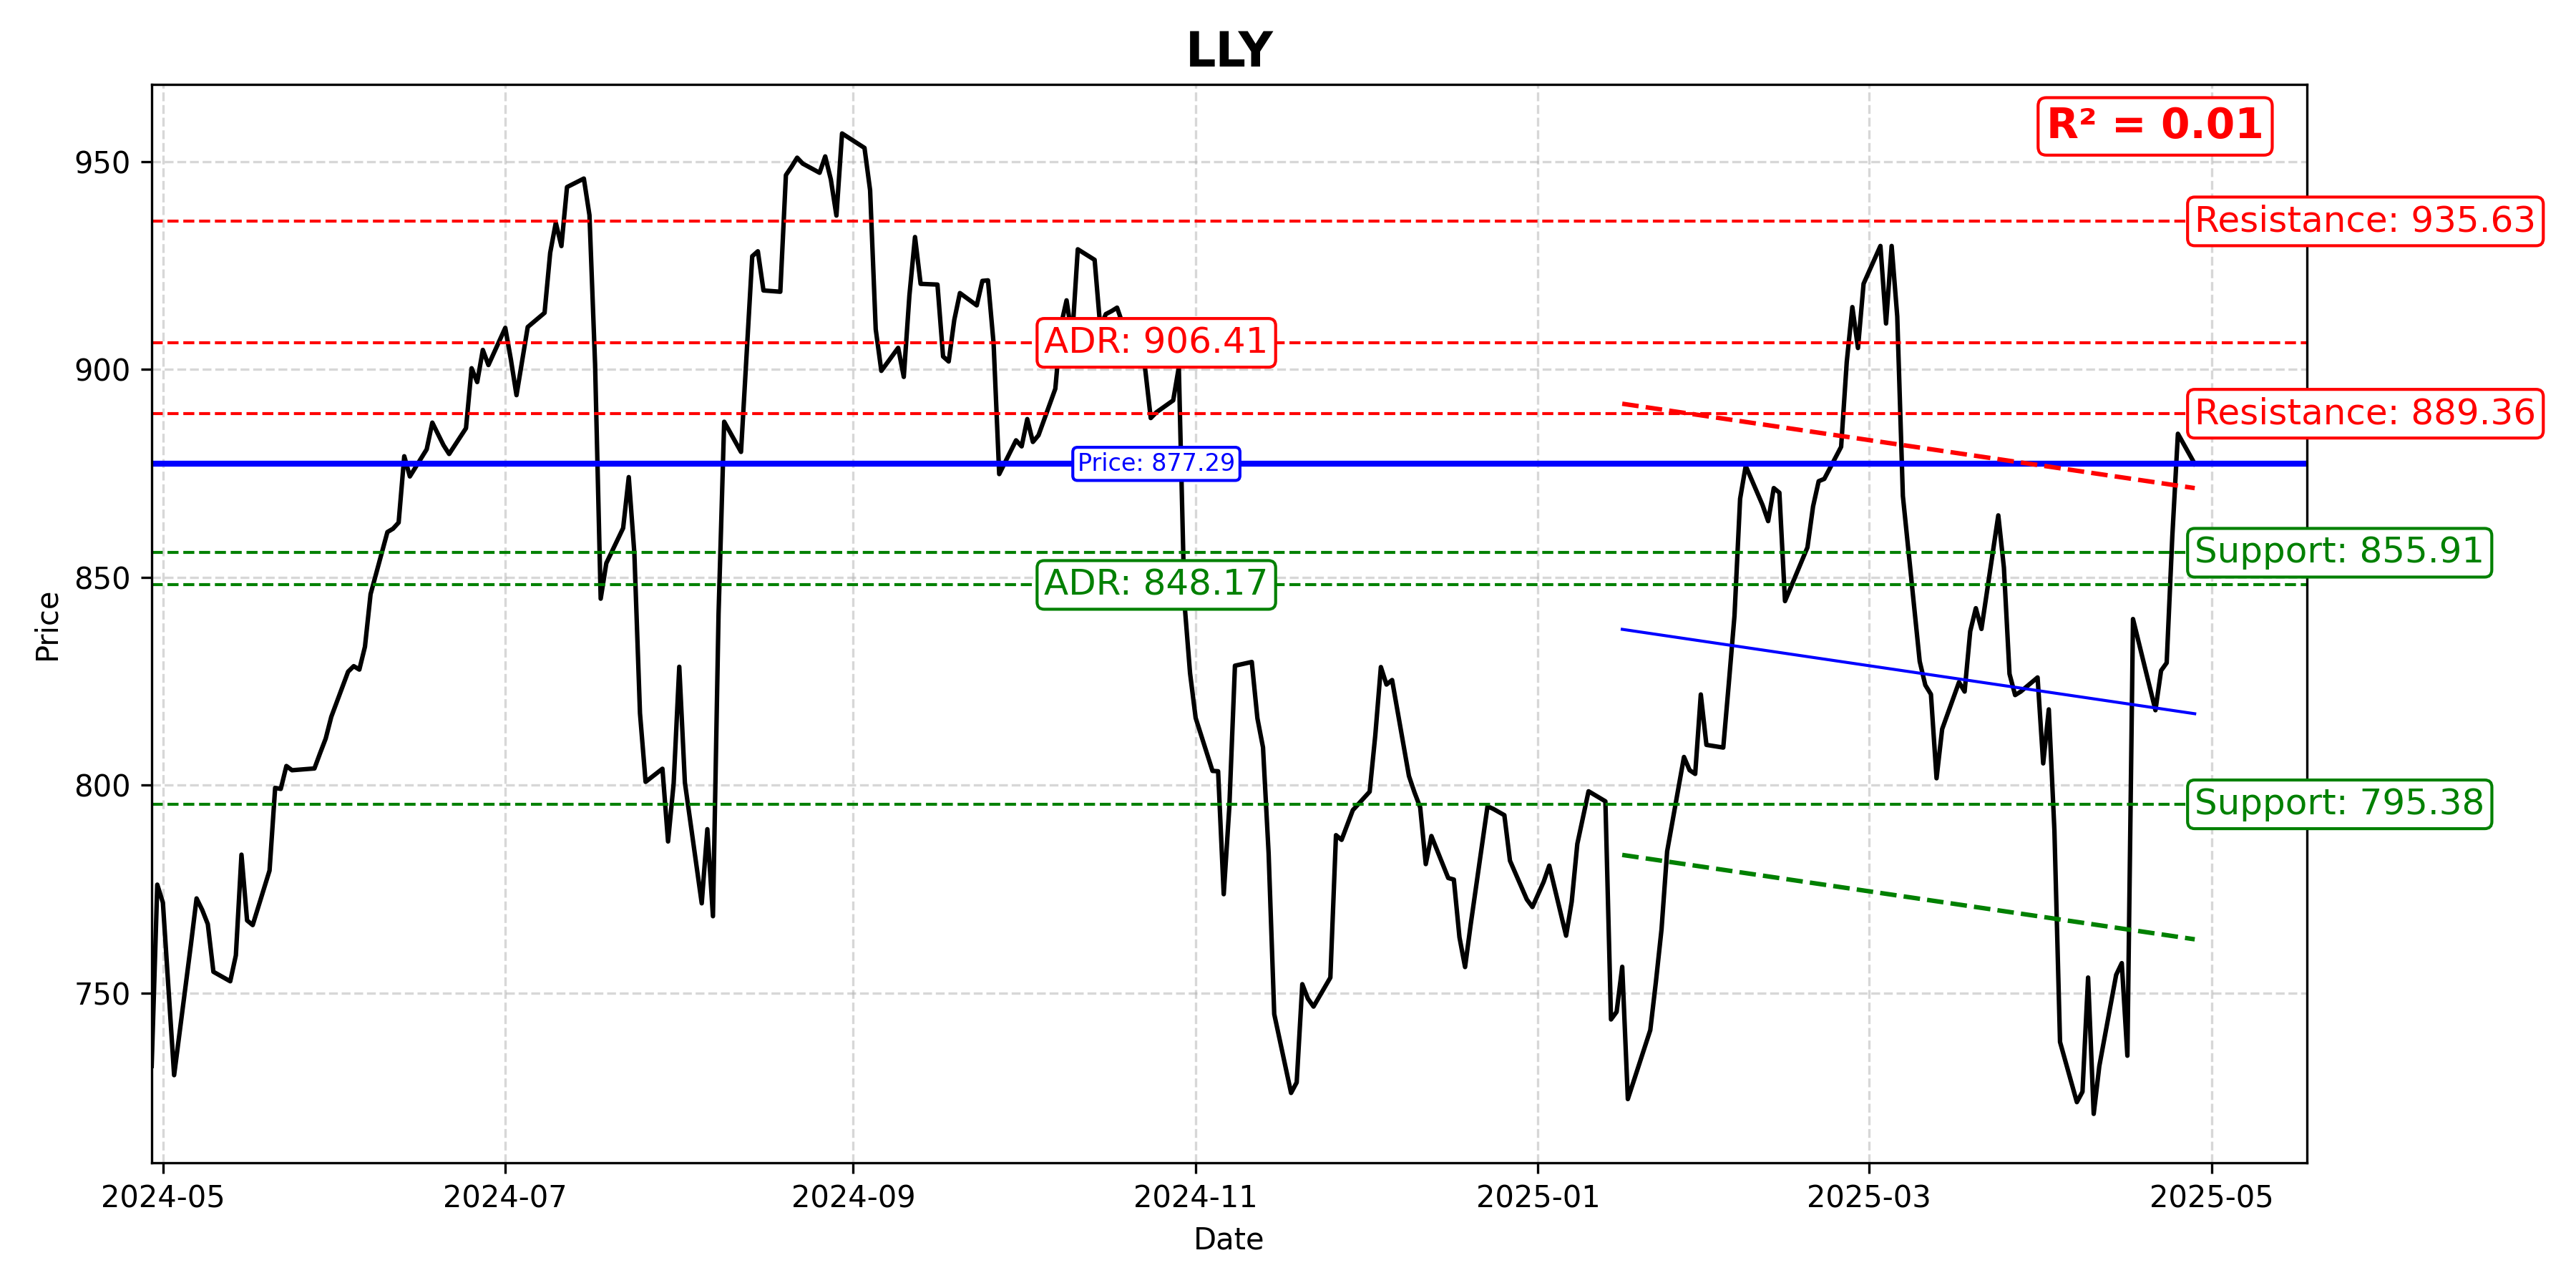 LLY
R² = 0.01
950
Resistance: 935.63
ADR: 906.41
900
Resistance: 889.36
Price: 877.29
Support: 855.91
850
ADR: 848.17
Price
800
Support: 795.38
750
2024-05 2024-07 2024-09 2024-11 2025-01 2025-03 2025-05
Date